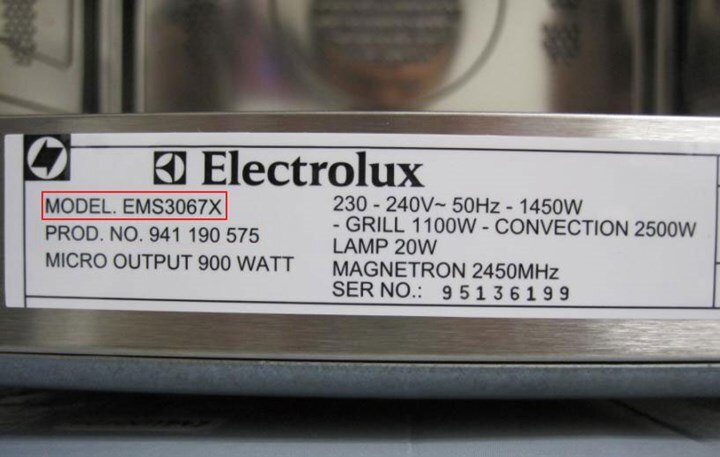 Electrolux
MODEL. EMS3067X
PROD. NO. 941 190 575
MICRO OUTPUT 900 WATT
230 - 240V~ 50Hz - 1450W
- GRILL 1100W - CONVECTION 2500W
LAMP 20W
MAGNETRON 2450MHz
SER NO.: 95136199